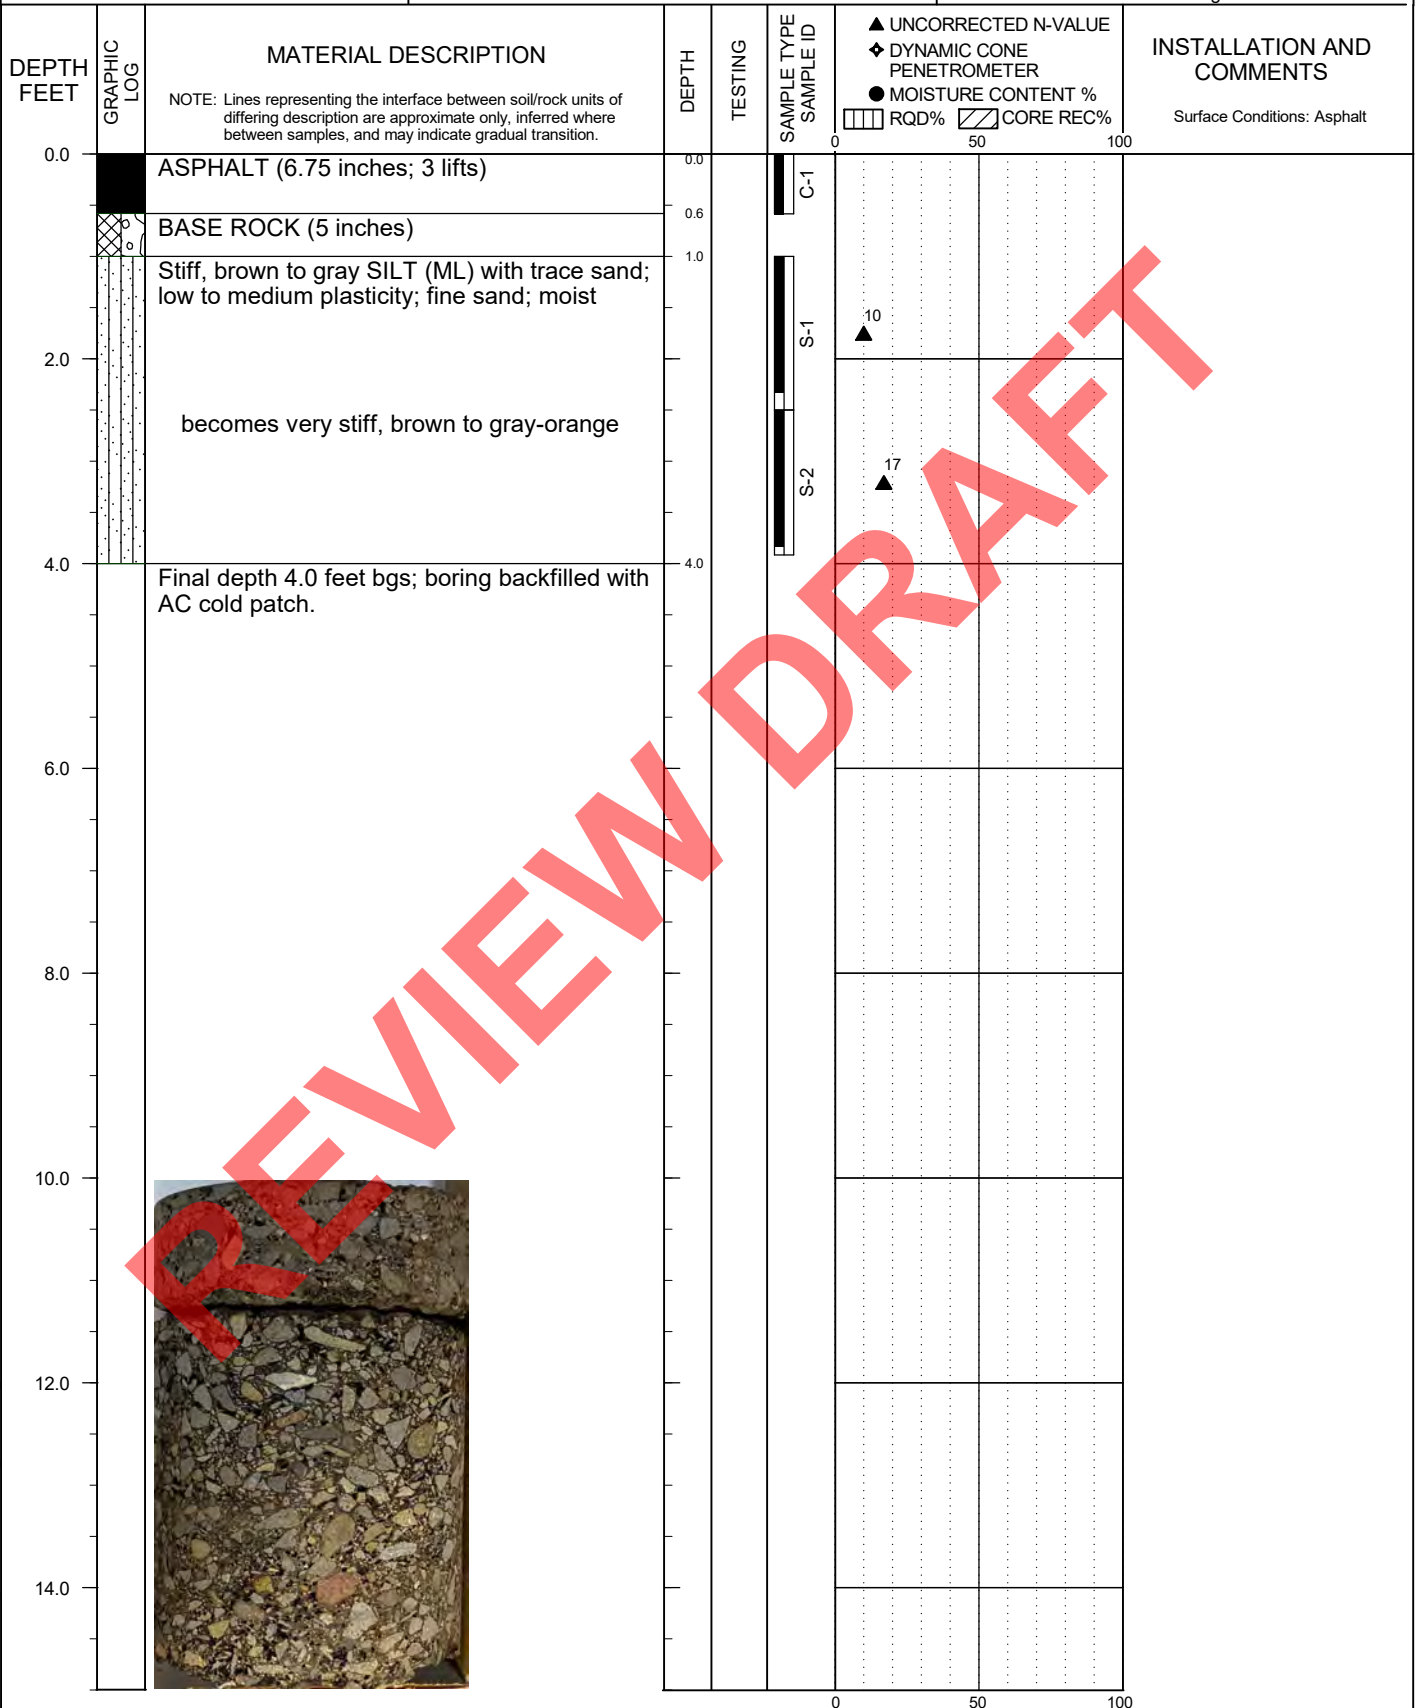 DEPTH
FEET
GRAPHIC
LOG
MATERIAL DESCRIPTION
NOTE: Lines representing the interface between soil/rock units of
differing description are approximate only, inferred where
between samples, and may indicate gradual transition.
DEPTH
TESTING
SAMPLE TYPE
SAMPLE ID
UNCORRECTED N-VALUE
DYNAMIC CONE
PENETROMETER
MOISTURE CONTENT %
RQD% CORE REC%
0 50 100
INSTALLATION AND
COMMENTS
Surface Conditions: Asphalt
0.0
ASPHALT (6.75 inches; 3 lifts)
0.0
C-1
0.6
BASE ROCK (5 inches)
1.0
Stiff, brown to gray SILT (ML) with trace sand;
low to medium plasticity; fine sand; moist
S-1
10
2.0
becomes very stiff, brown to gray-orange
S-2
17
4.0
4.0
Final depth 4.0 feet bgs; boring backfilled with
AC cold patch.
6.0
8.0
10.0
12.0
14.0
0 50 100
REVIEW DRAFT